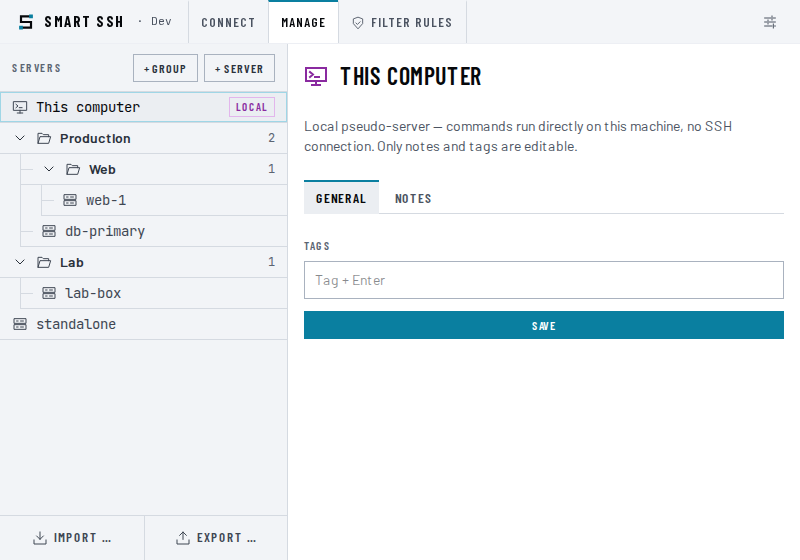 SMART SSH · Dev
CONNECT
MANAGE
FILTER RULES
SERVERS
+ GROUP
+ SERVER
This computer
LOCAL
Production
2
Web
1
web-1
db-primary
Lab
1
lab-box
standalone
IMPORT …
EXPORT …
THIS COMPUTER
Local pseudo-server — commands run directly on this machine, no SSH
connection. Only notes and tags are editable.
GENERAL
NOTES
TAGS
Tag + Enter
SAVE